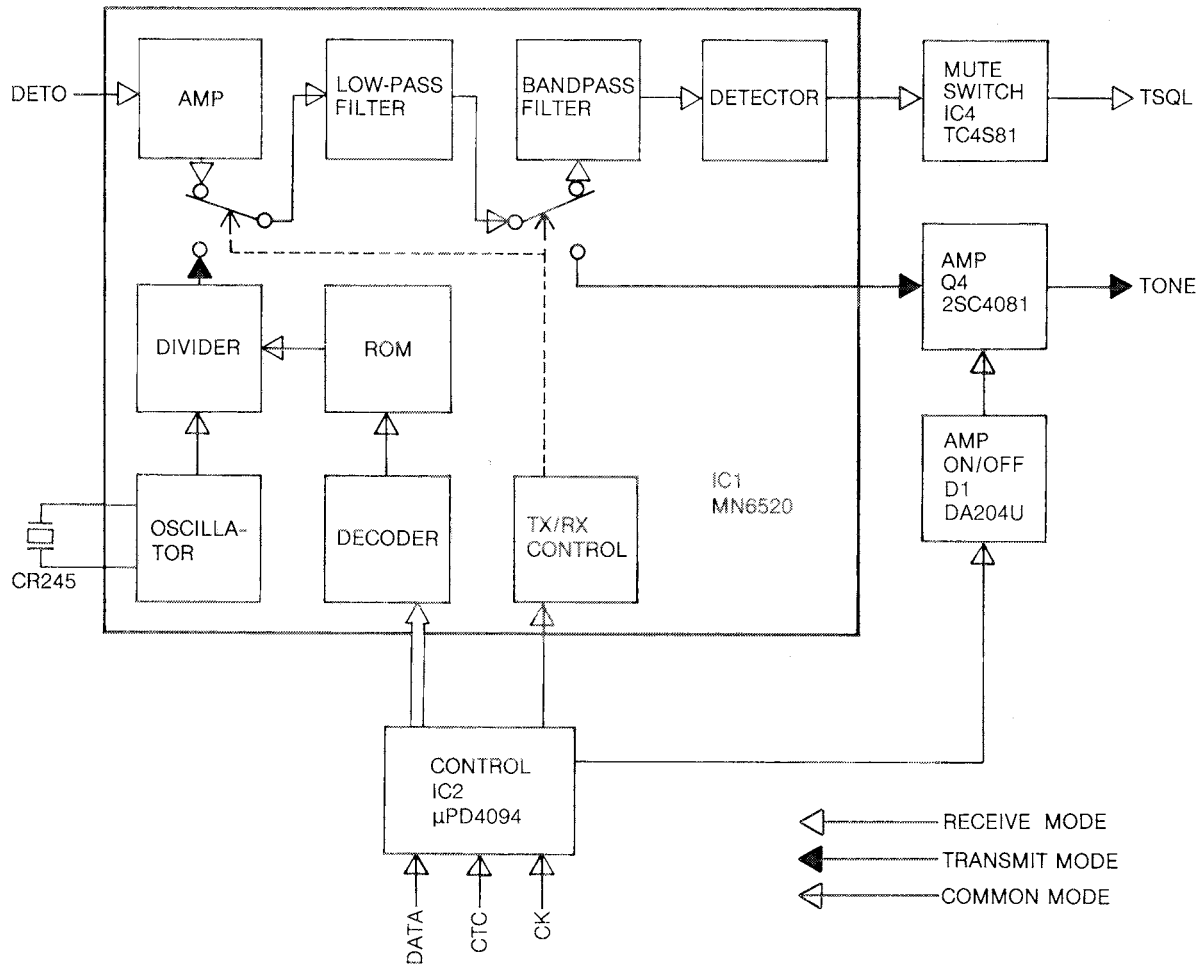 DETO
AMP
LOW-PASS
FILTER
BANDPASS
FILTER
DETECTOR
MUTE
SWITCH
IC4
TC4S81
TSQL
AMP
Q4
2SC4081
TONE
DIVIDER
ROM
AMP
ON/OFF
D1
DA204U
IC1
MN6520
CR245
OSCILLA-
TOR
DECODER
TX/RX
CONTROL
CONTROL
IC2
µPD4094
DATA
CTC
CK
RECEIVE MODE
TRANSMIT MODE
COMMON MODE